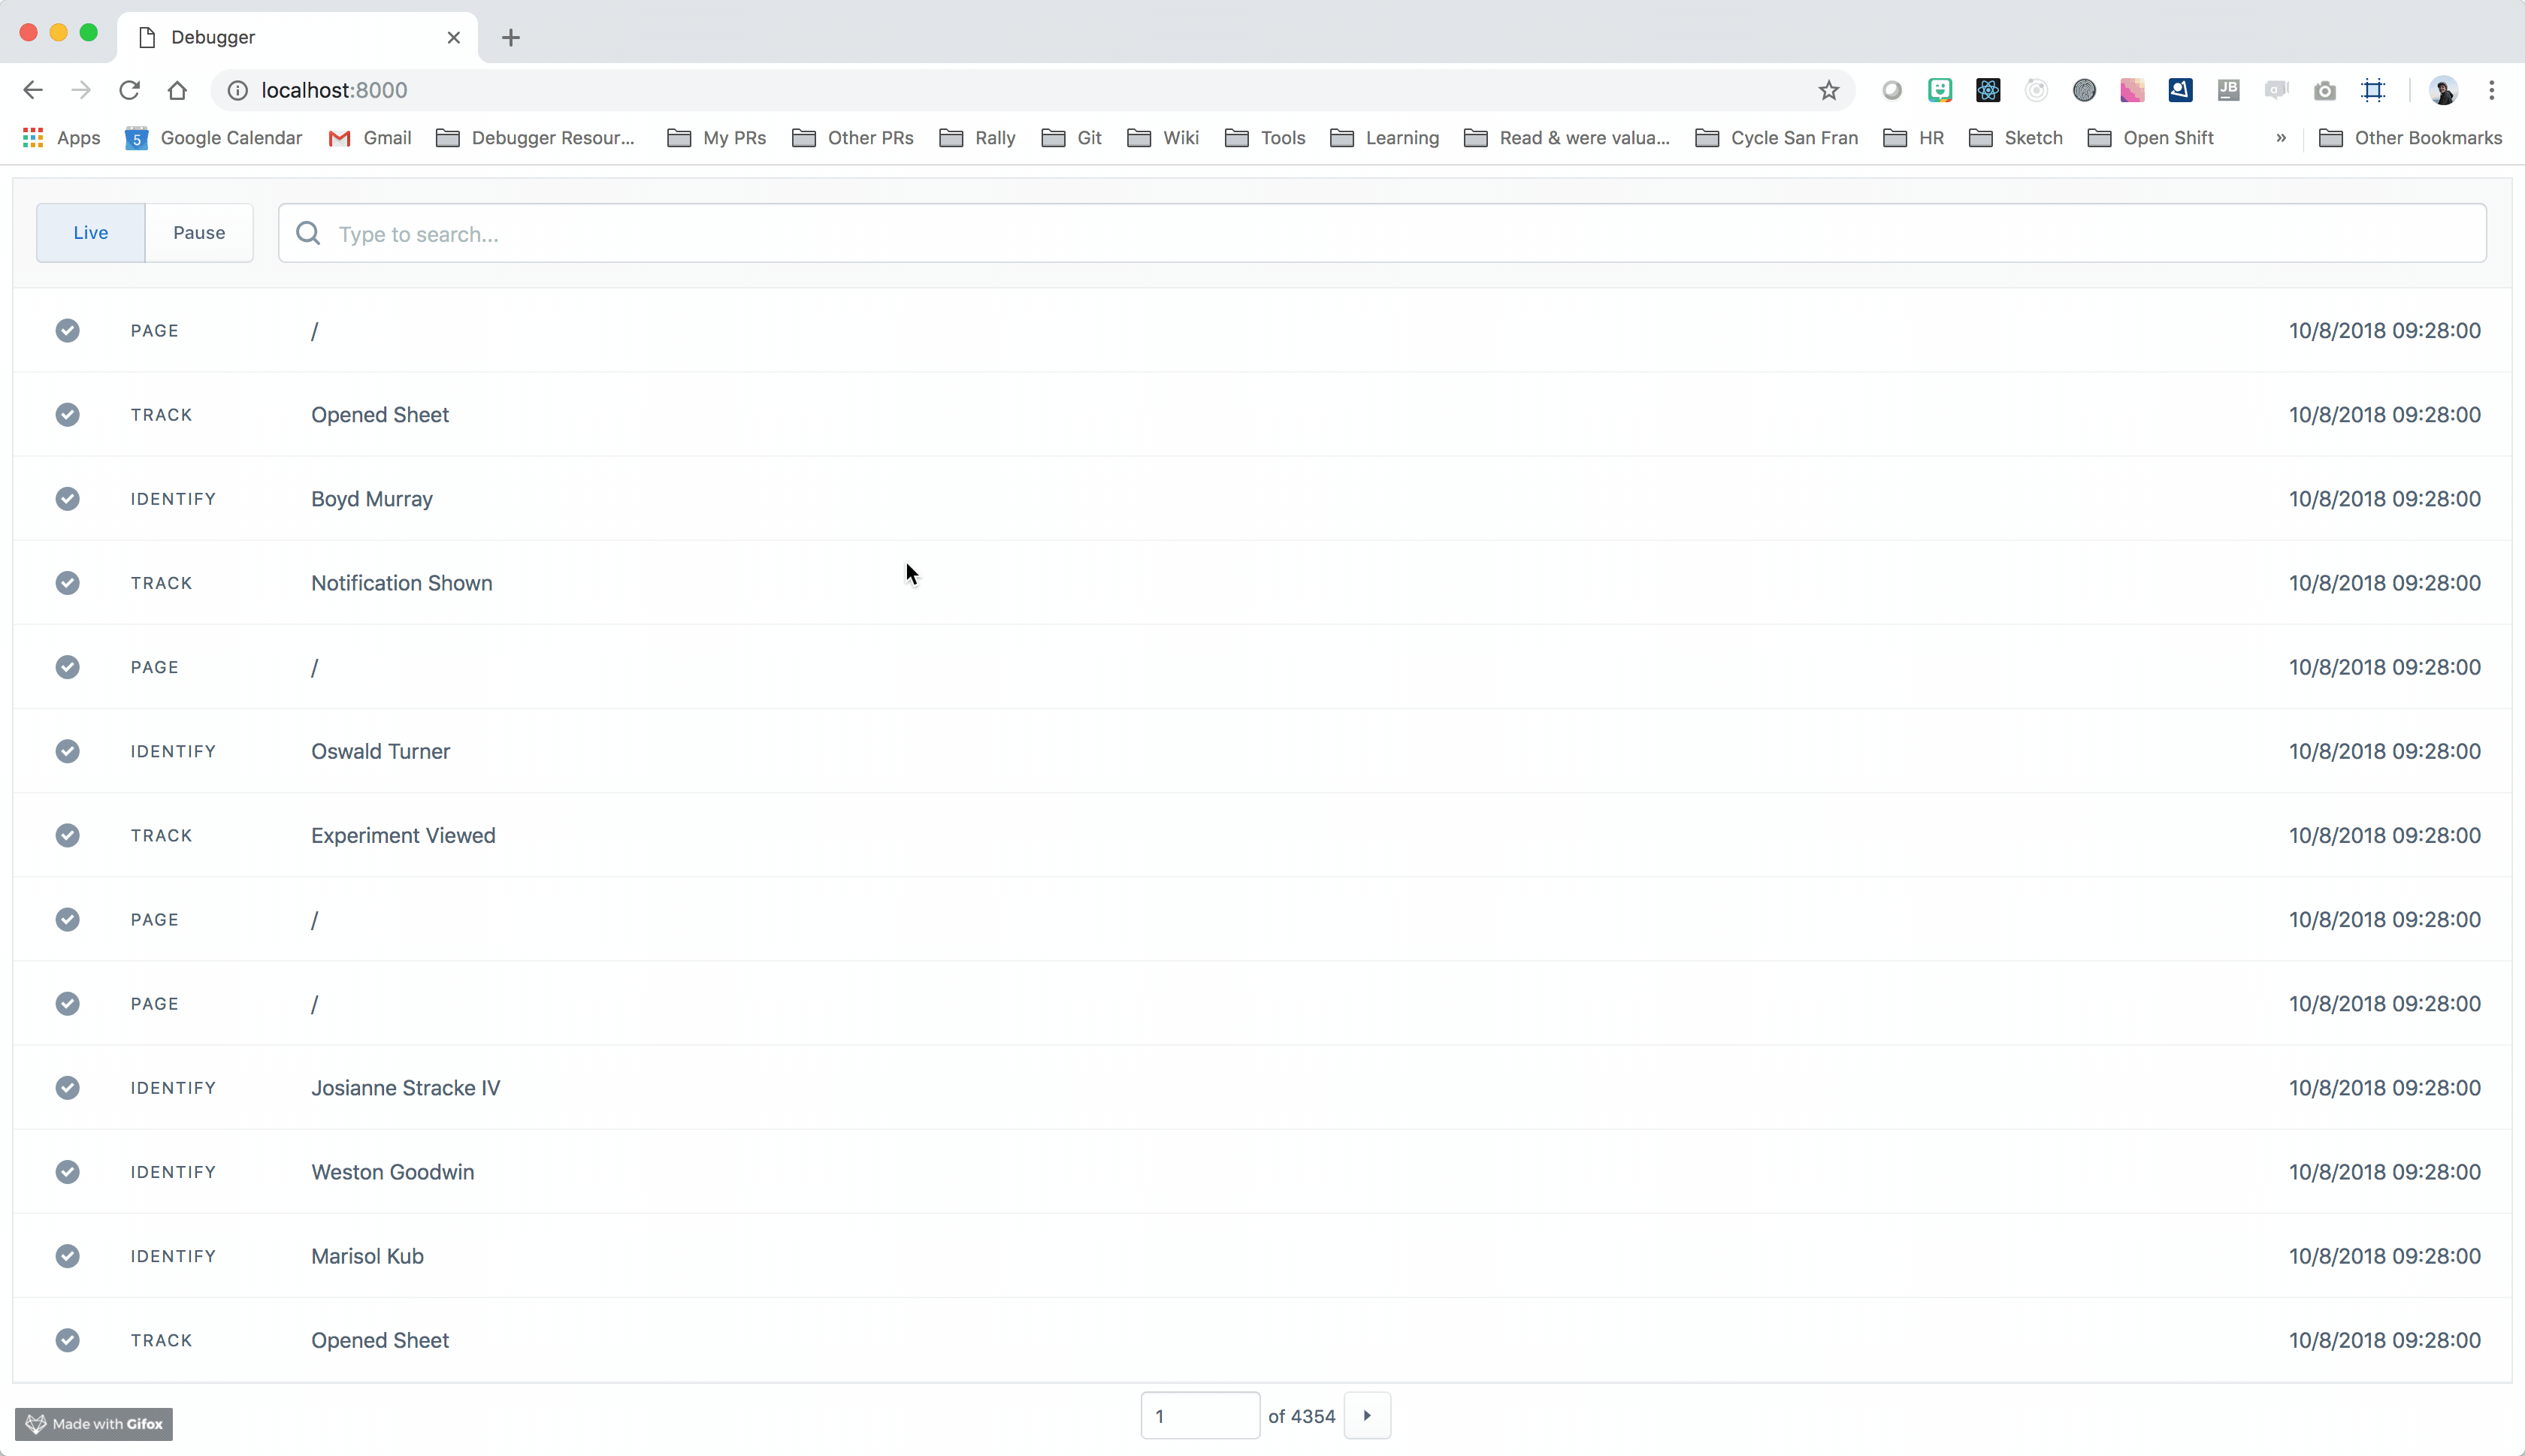 Debugger
localhost:8000
Apps 5 Google Calendar Gmail Debugger Resour... My PRs Other PRs Rally Git Wiki Tools Learning Read & were valua... Cycle San Fran HR Sketch Open Shift » Other Bookmarks
JB
Live Pause Type to search...
PAGE / 10/8/2018 09:28:00
TRACK Opened Sheet 10/8/2018 09:28:00
IDENTIFY Boyd Murray 10/8/2018 09:28:00
TRACK Notification Shown 10/8/2018 09:28:00
PAGE / 10/8/2018 09:28:00
IDENTIFY Oswald Turner 10/8/2018 09:28:00
TRACK Experiment Viewed 10/8/2018 09:28:00
PAGE / 10/8/2018 09:28:00
PAGE / 10/8/2018 09:28:00
IDENTIFY Josianne Stracke IV 10/8/2018 09:28:00
IDENTIFY Weston Goodwin 10/8/2018 09:28:00
IDENTIFY Marisol Kub 10/8/2018 09:28:00
TRACK Opened Sheet 10/8/2018 09:28:00
1 of 4354
Made with Gifox